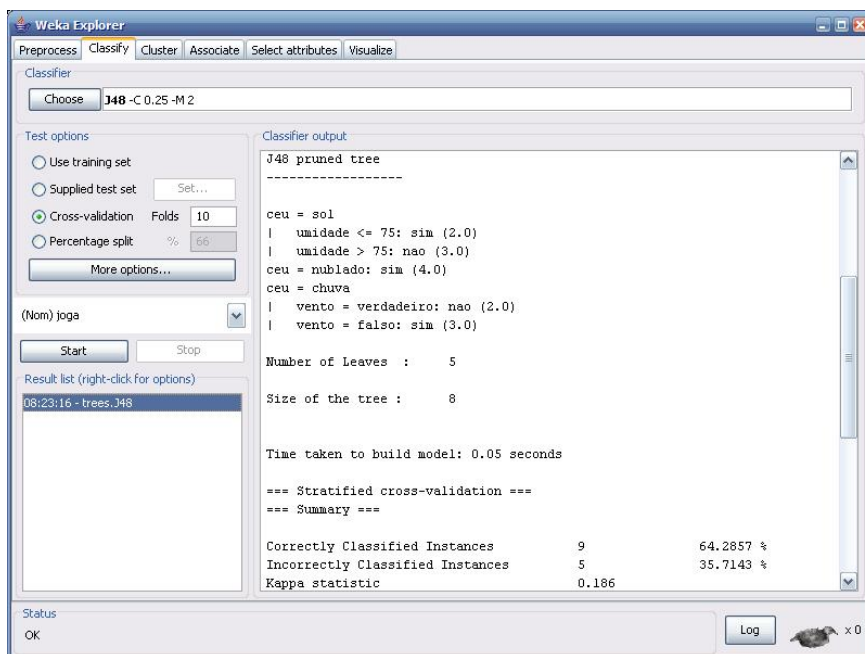 Weka Explorer
Preprocess Classify Cluster Associate Select attributes Visualize
Classifier
Choose J48 -C 0.25 -M 2
Test options
Use training set
Supplied test set Set...
Cross-validation Folds 10
Percentage split % 66
More options...
(Nom) joga
Start Stop
Result list (right-click for options)
08:23:16 - trees.J48
Classifier output
J48 pruned tree
------------------
ceu = sol
| umidade <= 75: sim (2.0)
| umidade > 75: nao (3.0)
ceu = nublado: sim (4.0)
ceu = chuva
| vento = verdadeiro: nao (2.0)
| vento = falso: sim (3.0)
Number of Leaves : 5
Size of the tree : 8
Time taken to build model: 0.05 seconds
=== Stratified cross-validation ===
=== Summary ===
Correctly Classified Instances 9 64.2857 %
Incorrectly Classified Instances 5 35.7143 %
Kappa statistic 0.186
Status
OK
Log
x 0